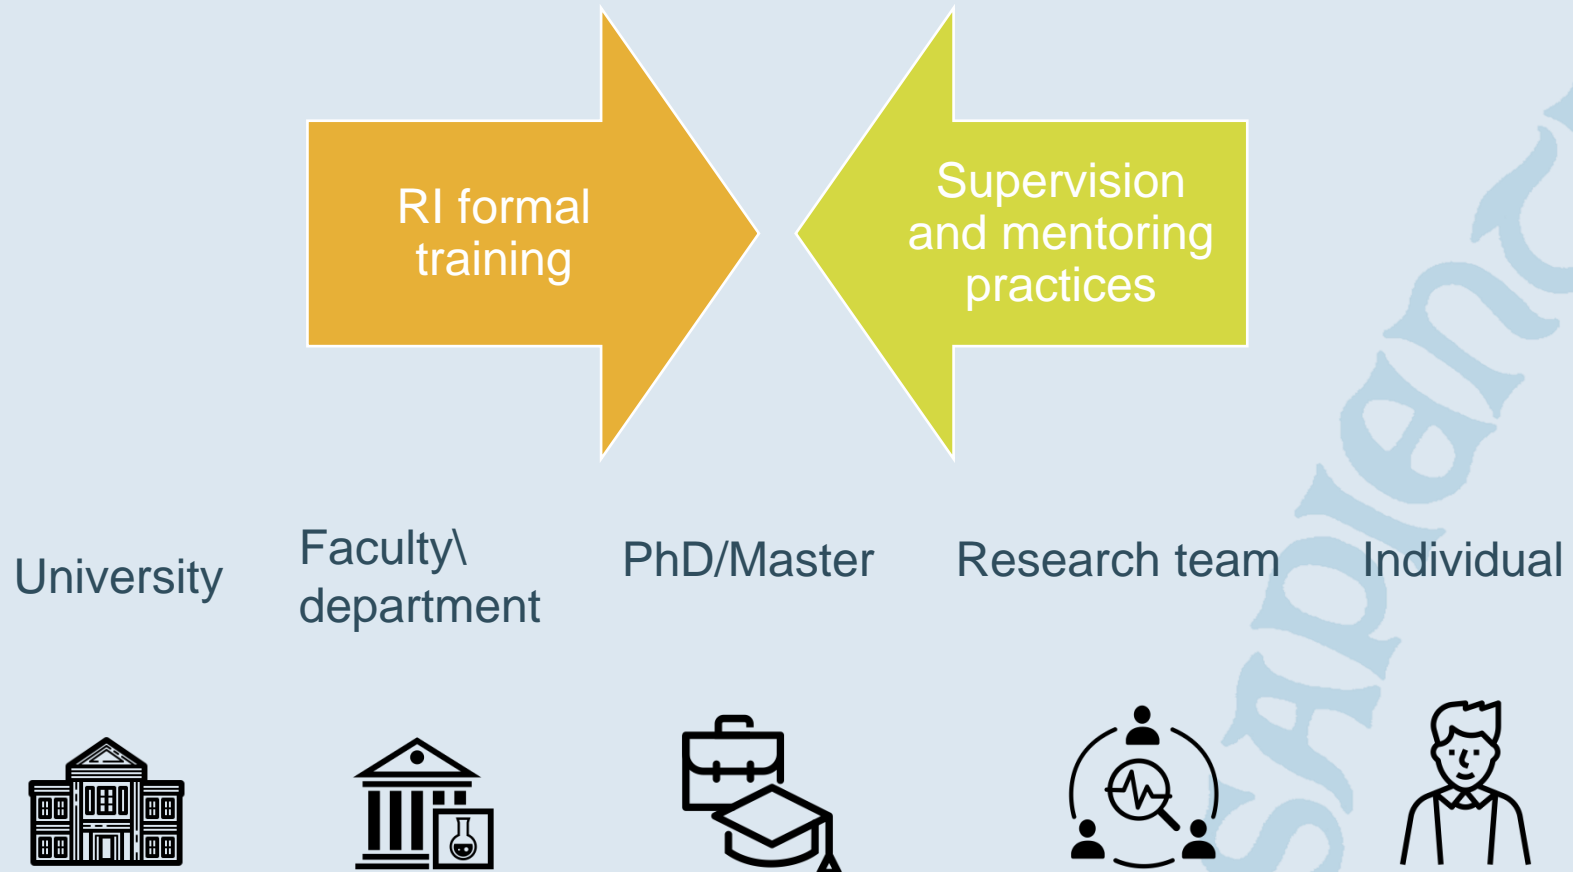 RI formal
training
Supervision
and mentoring
practices
University
Faculty\
department
PhD/Master
Research team
Individual